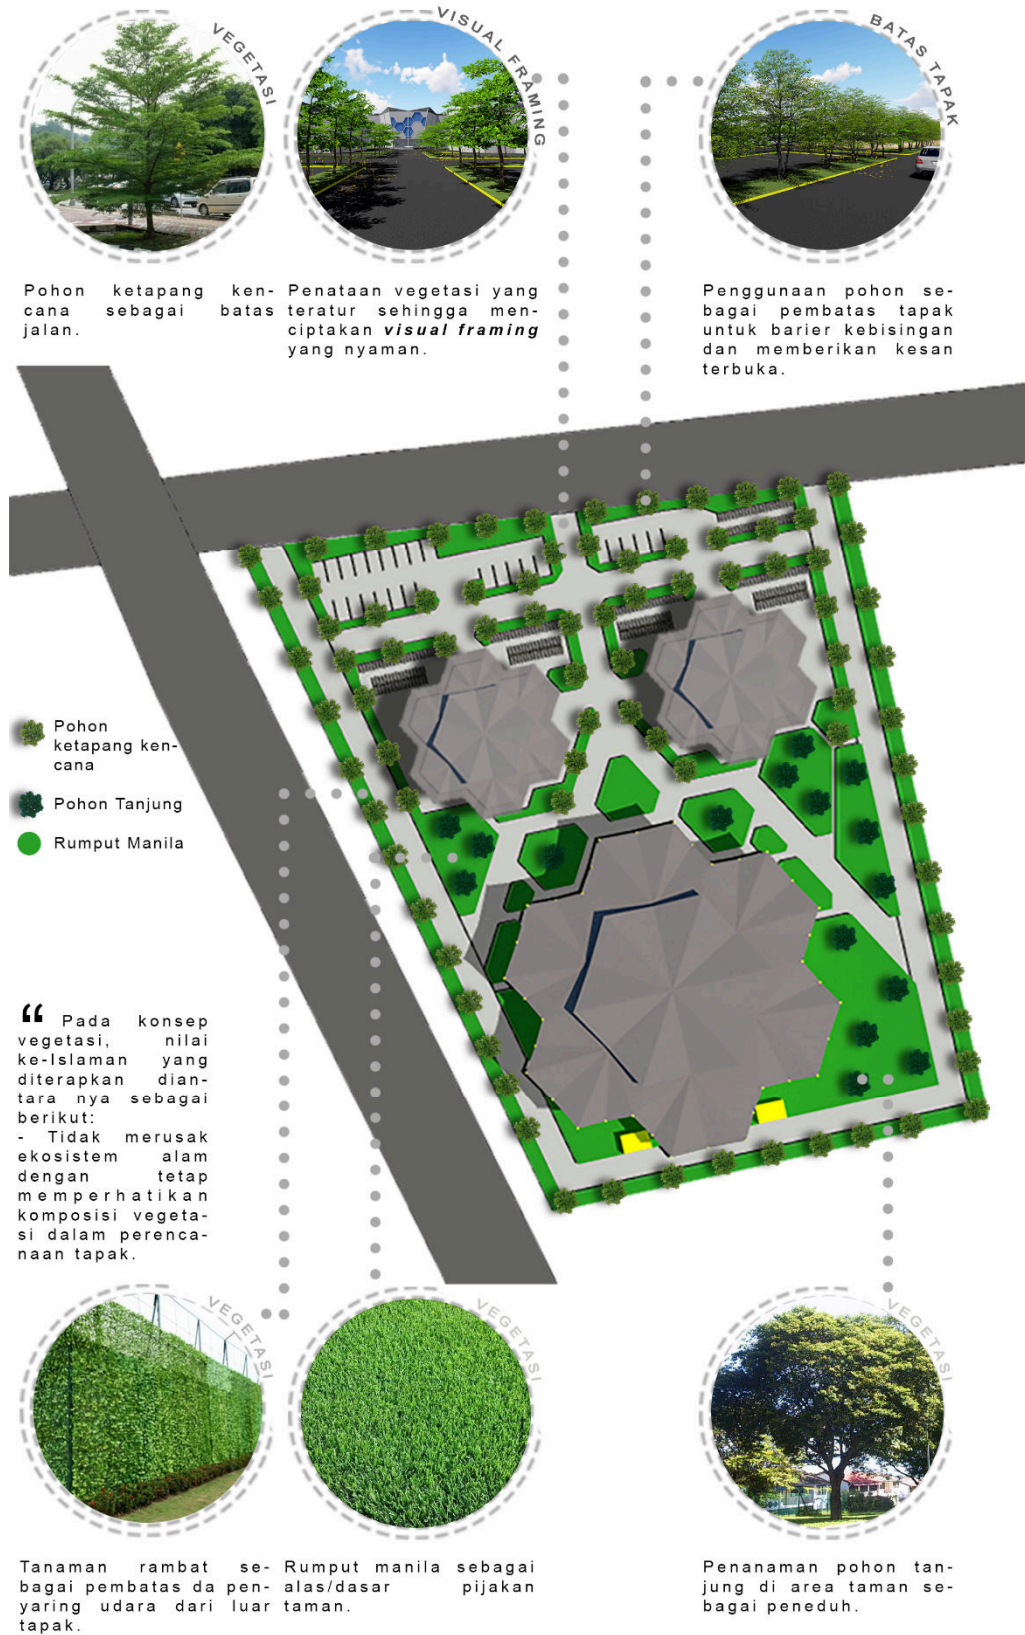 VEGETASI
VISUAL FRAMING
BATAS TAPAK
Pohon ketapang ken-
cana sebagai batas
jalan.
Penataan vegetasi yang
teratur sehingga men-
ciptakan visual framing
yang nyaman.
Penggunaan pohon se-
bagai pembatas tapak
untuk barier kebisingan
dan memberikan kesan
terbuka.
Pohon
ketapang ken-
cana
Pohon Tanjung
Rumput Manila
“ Pada konsep
vegetasi, nilai
ke-Islaman yang
diterapkan dian-
tara nya sebagai
berikut:
- Tidak merusak
ekosistem alam
dengan tetap
memperhatikan
komposisi vegeta-
si dalam perenca-
naan tapak.
VEGETASI
VEGETASI
VEGETASI
Tanaman rambat se-
bagai pembatas da pen-
yaring udara dari luar
tapak.
Rumput manila sebagai
alas/dasar pijakan
taman.
Penanaman pohon tan-
jung di area taman se-
bagai peneduh.